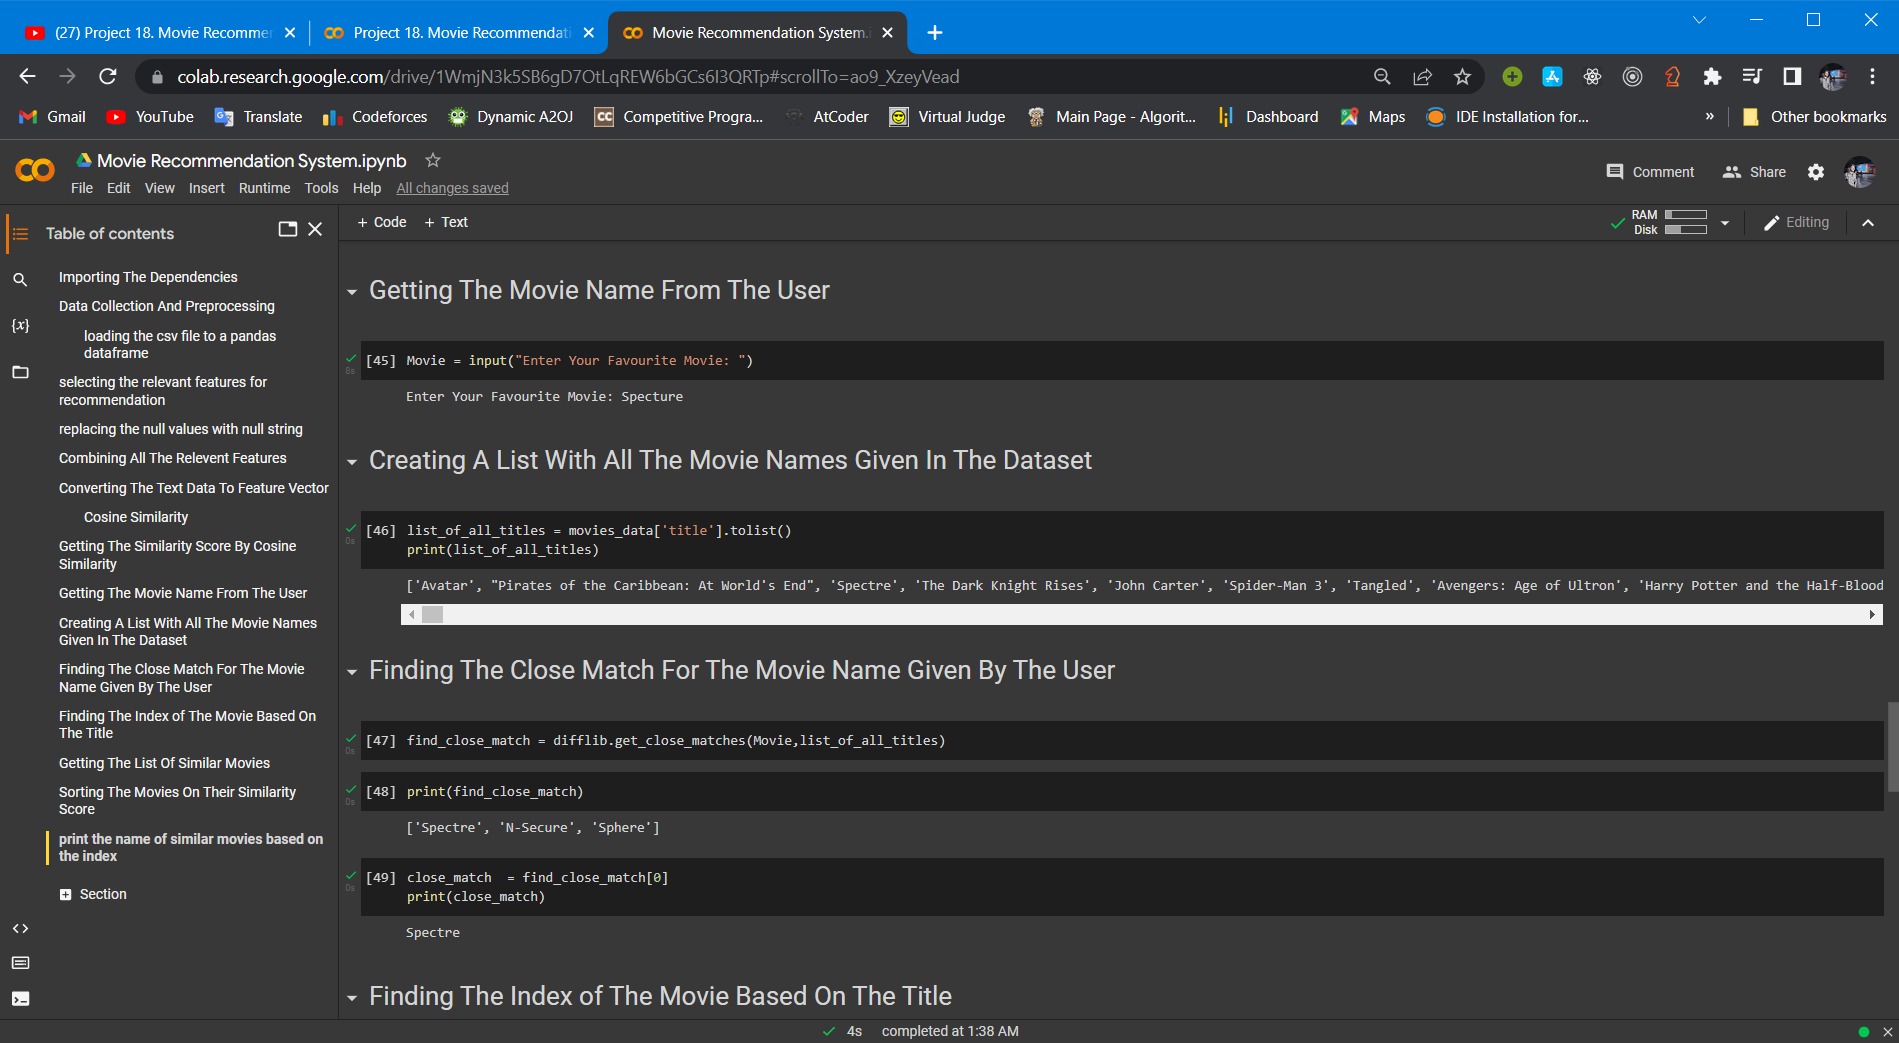 (27) Project 18. Movie Recommer
Project 18. Movie Recommendati
Movie Recommendation System.i
colab.research.google.com/drive/1WmjN3k5SB6gD7OtLqREW6bGCs6I3QRTp#scrollTo=ao9_XzeyVead
Gmail
YouTube
Translate
Codeforces
Dynamic A2OJ
CC
Competitive Progra...
AtCoder
Virtual Judge
Main Page - Algorit...
Dashboard
Maps
IDE Installation for...
»
Other bookmarks
Movie Recommendation System.ipynb
File Edit View Insert Runtime Tools Help All changes saved
Comment
Share
Table of contents
Importing The Dependencies
Data Collection And Preprocessing
loading the csv file to a pandas
dataframe
selecting the relevant features for
recommendation
replacing the null values with null string
Combining All The Relevent Features
Converting The Text Data To Feature Vector
Cosine Similarity
Getting The Similarity Score By Cosine
Similarity
Getting The Movie Name From The User
Creating A List With All The Movie Names
Given In The Dataset
Finding The Close Match For The Movie
Name Given By The User
Finding The Index of The Movie Based On
The Title
Getting The List Of Similar Movies
Sorting The Movies On Their Similarity
Score
print the name of similar movies based on
the index
Section
{x}
+ Code + Text
RAM
Disk
Editing
Getting The Movie Name From The User
8s
[45] Movie = input("Enter Your Favourite Movie: ")
Enter Your Favourite Movie: Specture
Creating A List With All The Movie Names Given In The Dataset
0s
[46] list_of_all_titles = movies_data['title'].tolist()
print(list_of_all_titles)
['Avatar', "Pirates of the Caribbean: At World's End", 'Spectre', 'The Dark Knight Rises', 'John Carter', 'Spider-Man 3', 'Tangled', 'Avengers: Age of Ultron', 'Harry Potter and the Half-Blood
Finding The Close Match For The Movie Name Given By The User
0s
[47] find_close_match = difflib.get_close_matches(Movie,list_of_all_titles)
0s
[48] print(find_close_match)
['Spectre', 'N-Secure', 'Sphere']
0s
[49] close_match  = find_close_match[0]
print(close_match)
Spectre
Finding The Index of The Movie Based On The Title
4s completed at 1:38 AM